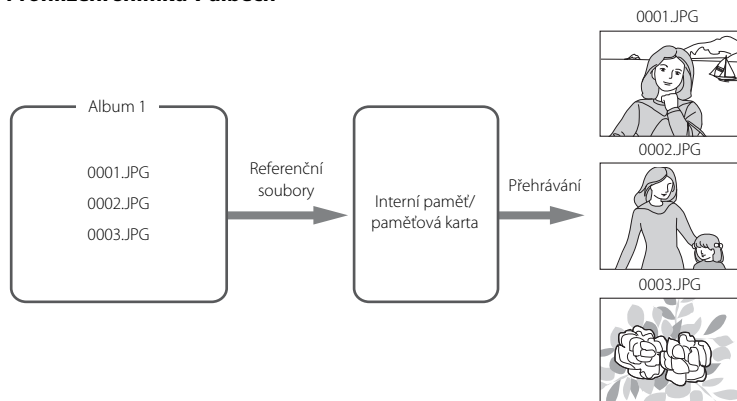 Album 1
0001.JPG
0002.JPG
0003.JPG
Referenční
soubory
Interní paměť/
paměťová karta
Přehrávání
0001.JPG
0002.JPG
0003.JPG